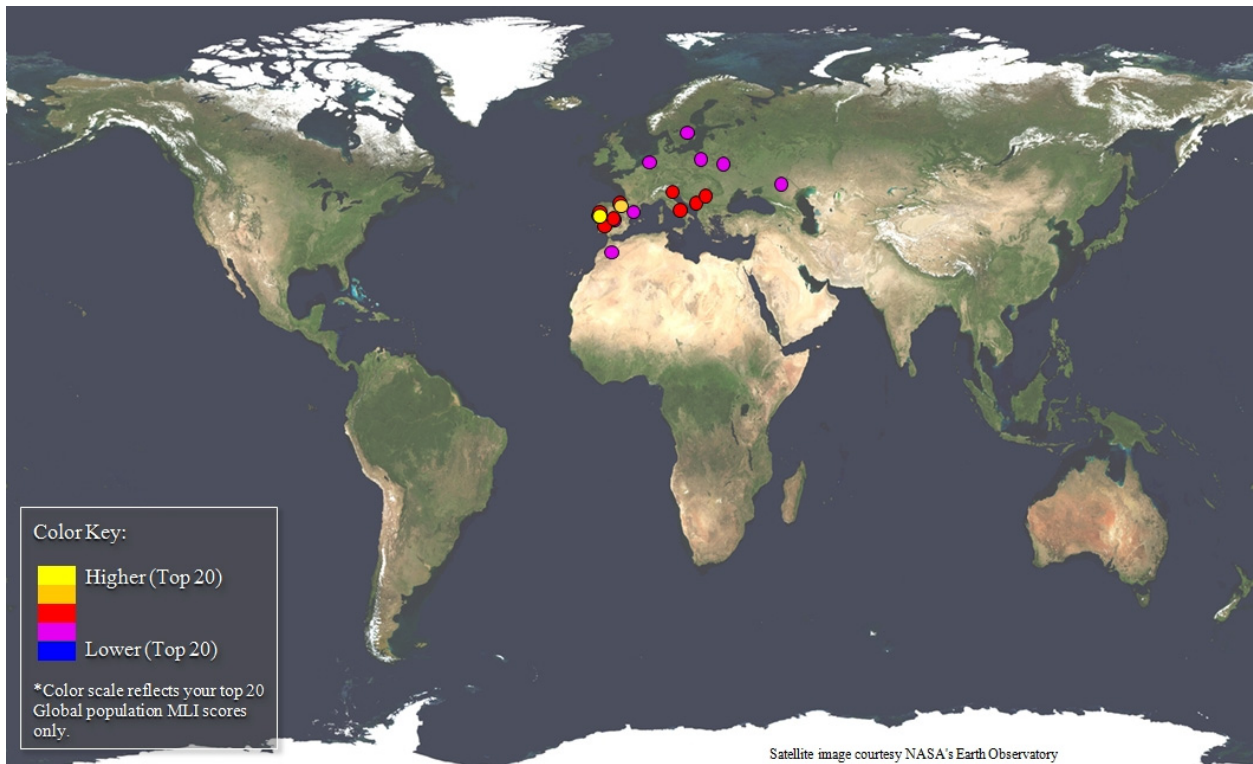 Color Key:
Higher (Top 20)
Lower (Top 20)
*Color scale reflects your top 20
Global population MLI scores
only.
Satellite image courtesy NASA's Earth Observatory